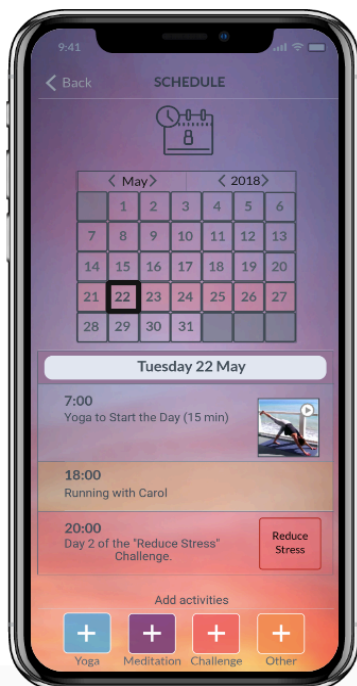 9:41
Back SCHEDULE
8
< May > < 2018 >
1 2 3 4 5 6
7 8 9 10 11 12 13
14 15 16 17 18 19 20
21 22 23 24 25 26 27
28 29 30 31
Tuesday 22 May
7:00
Yoga to Start the Day (15 min)
18:00
Running with Carol
20:00
Day 2 of the "Reduce Stress"
Challenge.
Reduce
Stress
Add activities
+ + + +
Yoga Meditation Challenge Other